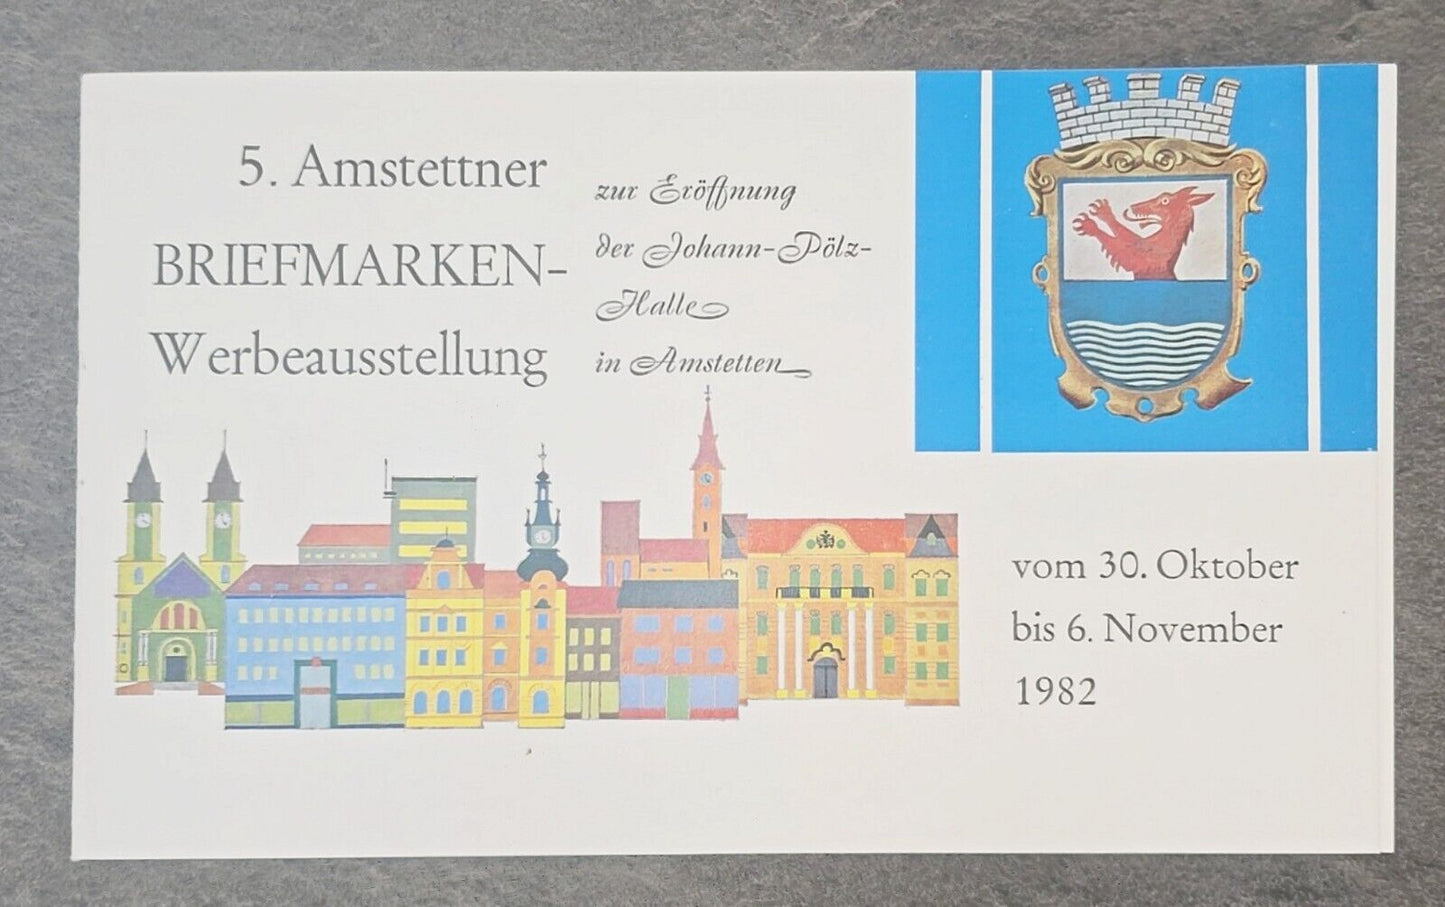 5. Amstettner
BRIEFMARKEN-
Werbeausstellung
zur Eröffnung
der Johann-Pölz-
Halle
in Amstetten
vom 30. Oktober
bis 6. November
1982